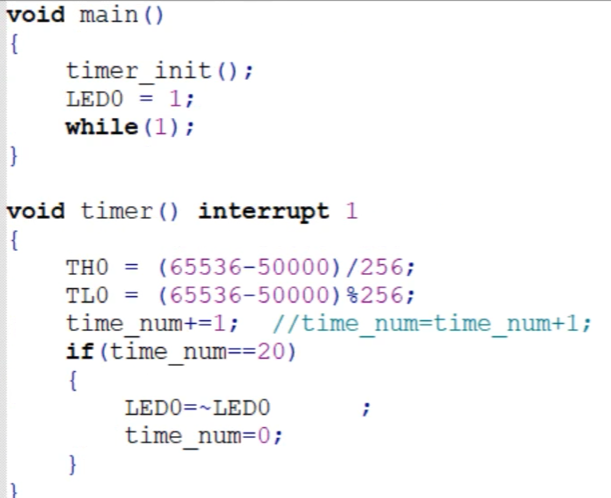 void main()
{
    timer_init();
    LED0 = 1;
    while(1);
}

void timer() interrupt 1
{
    TH0 = (65536-50000)/256;
    TL0 = (65536-50000)%256;
    time_num+=1;  //time_num=time_num+1;
    if(time_num==20)
    {
        LED0=~LED0      ;
        time_num=0;
    }
}